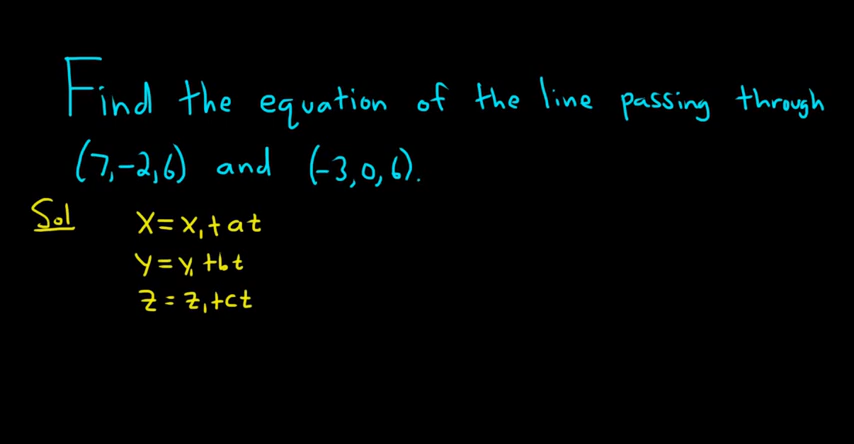 Find the equation of the line passing through
(7,-2,6) and (-3,0,6).
Sol X = x₁ + at
Y = y₁ + bt
Z = z₁ + ct